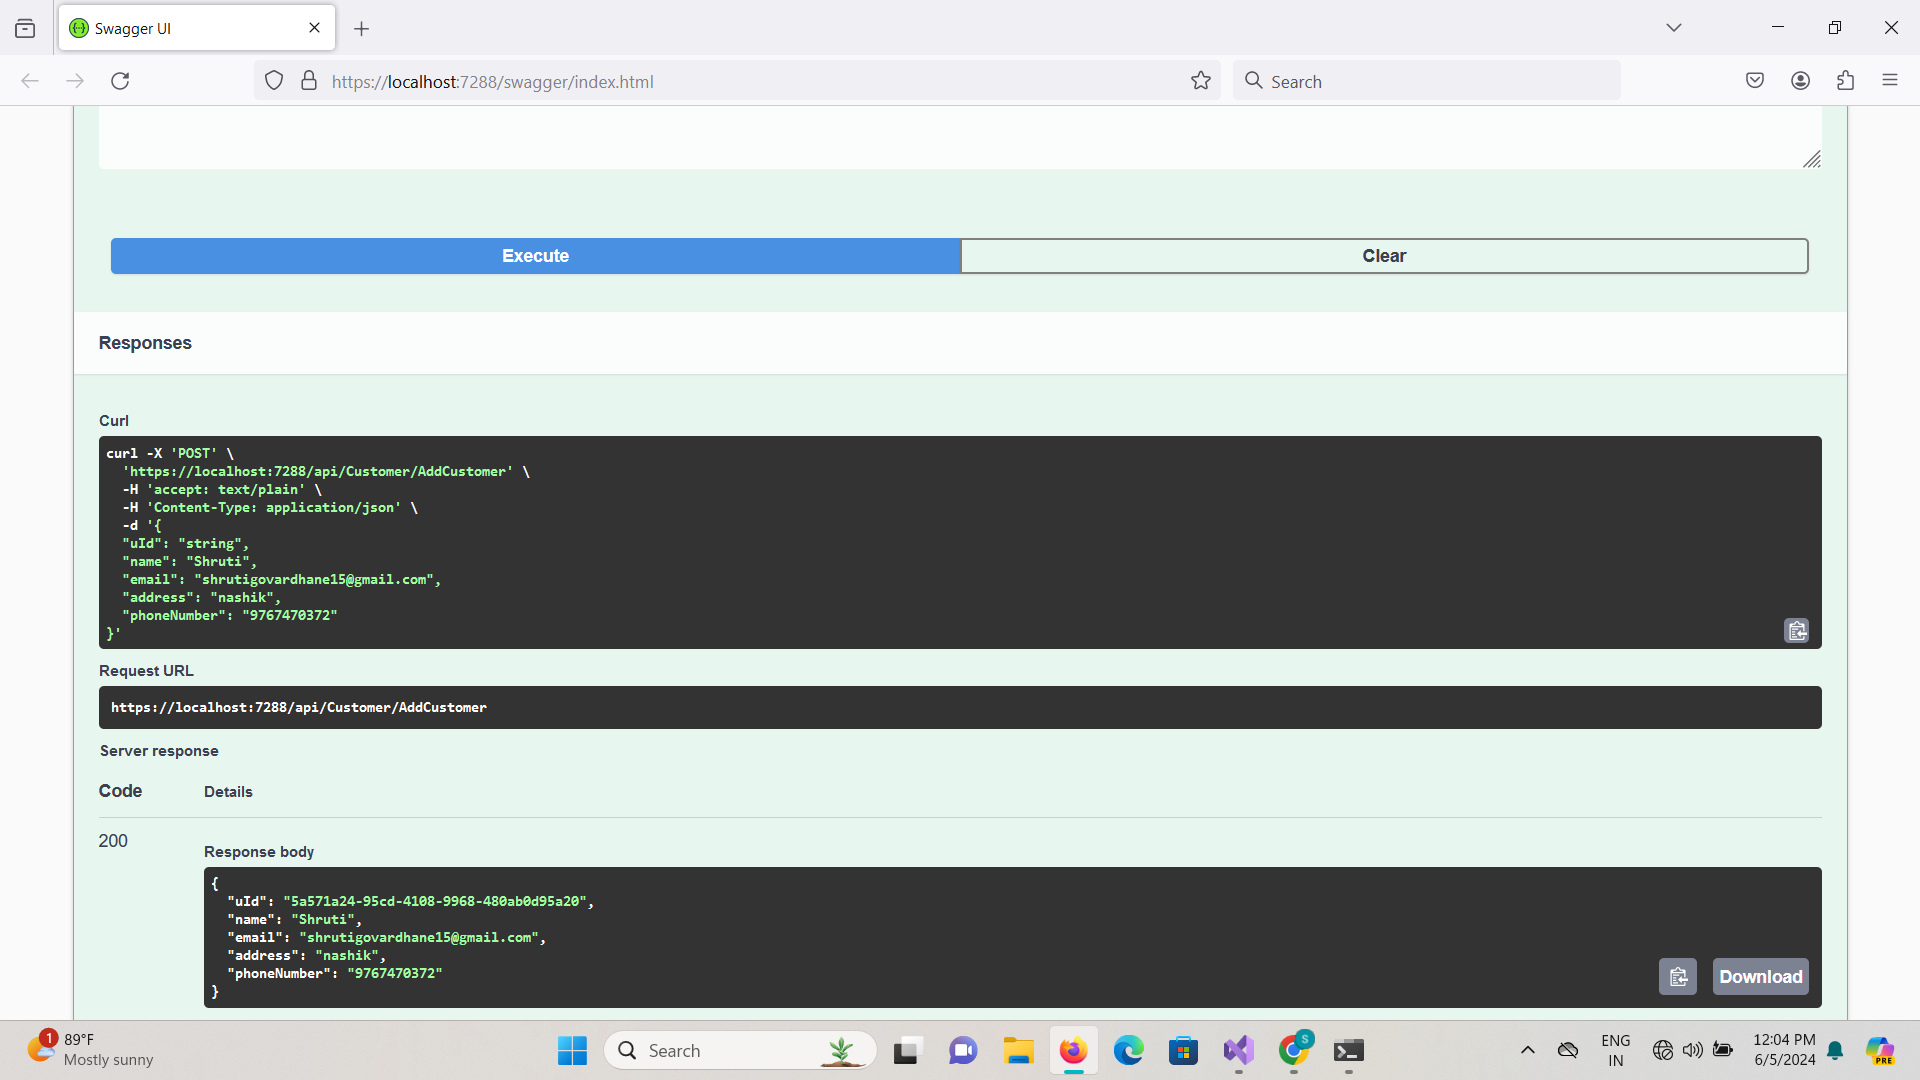 Swagger UI
https://localhost:7288/swagger/index.html
Search
Execute
Clear
Responses
Curl
curl -X 'POST' \
'https://localhost:7288/api/Customer/AddCustomer' \
-H 'accept: text/plain' \
-H 'Content-Type: application/json' \
-d '{
"uId": "string",
"name": "Shruti",
"email": "shrutigovardhane15@gmail.com",
"address": "nashik",
"phoneNumber": "9767470372"
}'
Request URL
https://localhost:7288/api/Customer/AddCustomer
Server response
Code
Details
200
Response body
{
"uId": "5a571a24-95cd-4108-9968-480ab0d95a20",
"name": "Shruti",
"email": "shrutigovardhane15@gmail.com",
"address": "nashik",
"phoneNumber": "9767470372"
}
Download
1
89°F
Mostly sunny
Search
S
ENG
IN
12:04 PM
6/5/2024
PRE